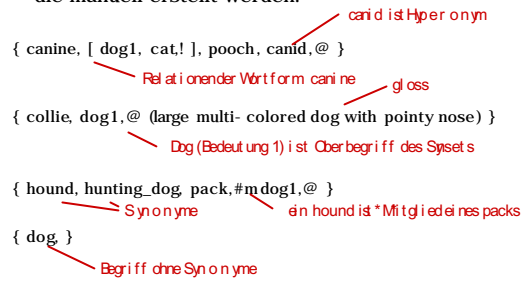 die manuell erstellt werden.
canid ist Hyperonym
{ canine, [ dog1, cat,! ], pooch, canid,@ }
Relationen der Wortform canine
gloss
{ collie, dog1,@ (large multi- colored dog with pointy nose) }
Dog (Bedeutung 1) ist Oberbegriff des Synsets
{ hound, hunting_dog, pack,#m dog1,@ }
Synonyme
ein hound ist *Mitglied eines packs
{ dog, }
Begriff ohne Synonyme